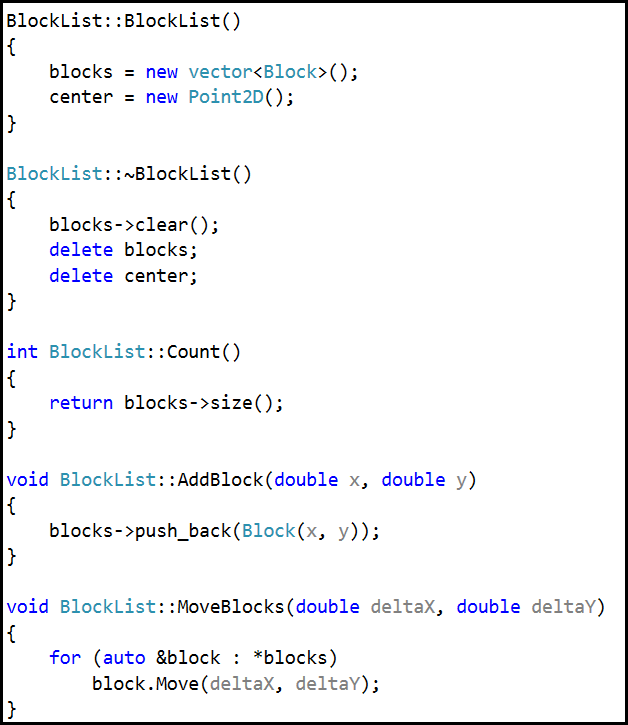 BlockList::BlockList()
{
    blocks = new vector<Block>();
    center = new Point2D();
}

BlockList::~BlockList()
{
    blocks->clear();
    delete blocks;
    delete center;
}

int BlockList::Count()
{
    return blocks->size();
}

void BlockList::AddBlock(double x, double y)
{
    blocks->push_back(Block(x, y));
}

void BlockList::MoveBlocks(double deltaX, double deltaY)
{
    for (auto &block : *blocks)
        block.Move(deltaX, deltaY);
}